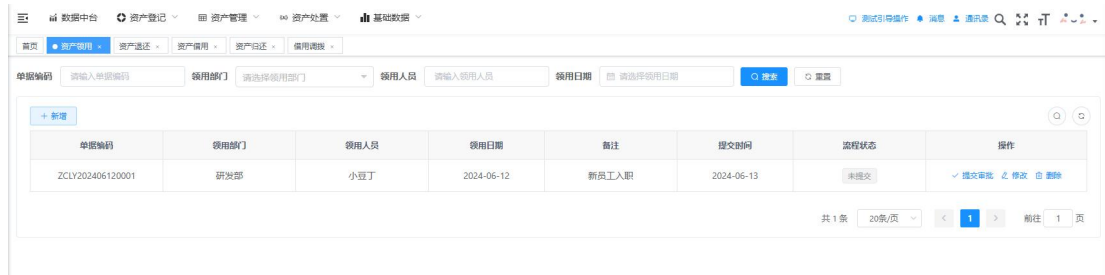 数据中台 资产登记 资产管理 资产处置 基础数据 测试引导操作 消息 通讯录
首页 资产领用 × 资产退还 × 资产借用 × 资产归还 × 借用调拨 ×
单据编码 请输入单据编码 领用部门 请选择领用部门 领用人员 请输入领用人员 领用日期 请选择领用日期 搜索 重置
+ 新增
单据编码 领用部门 领用人员 领用日期 备注 提交时间 流程状态 操作
ZCLY202406120001 研发部 小豆丁 2024-06-12 新员工入职 2024-06-13 未提交 提交审批 修改 删除
共 1 条 20条/页 < 1 > 前往 1 页